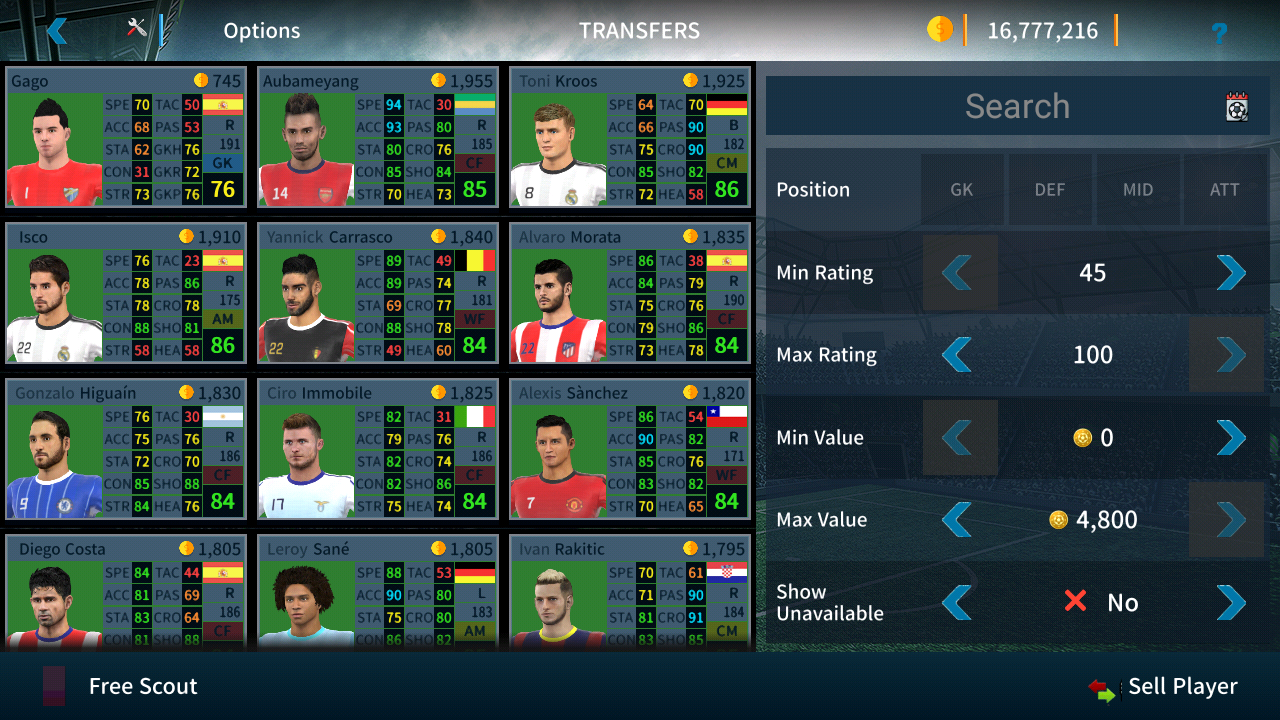 Options
TRANSFERS
16,777,216
?
Gago 745
SPE 70 TAC 50
ACC 68 PAS 53 R
STA 62 GKH 76 191
CON 31 GKR 72 GK
STR 73 GKP 76 76
1
Aubameyang 1,955
SPE 94 TAC 30
ACC 93 PAS 80 R
STA 80 CRO 76 185
CON 85 SHO 84 CF
STR 70 HEA 73 85
14
Toni Kroos 1,925
SPE 64 TAC 70
ACC 66 PAS 90 B
STA 75 CRO 90 182
CON 85 SHO 82 CM
STR 72 HEA 58 86
8
Isco 1,910
SPE 76 TAC 23
ACC 78 PAS 86 R
STA 78 CRO 78 175
CON 88 SHO 81 AM
STR 58 HEA 58 86
22
Yannick Carrasco 1,840
SPE 89 TAC 49
ACC 89 PAS 74 R
STA 69 CRO 77 181
CON 88 SHO 78 WF
STR 49 HEA 60 84
22
Alvaro Morata 1,835
SPE 86 TAC 38
ACC 84 PAS 79 R
STA 75 CRO 76 190
CON 79 SHO 86 CF
STR 73 HEA 78 84
22
Gonzalo Higuaín 1,830
SPE 76 TAC 30
ACC 75 PAS 76 R
STA 72 CRO 70 186
CON 85 SHO 88 CF
STR 84 HEA 76 84
9
Ciro Immobile 1,825
SPE 82 TAC 31
ACC 79 PAS 76 R
STA 82 CRO 74 186
CON 82 SHO 86 CF
STR 75 HEA 74 84
17
Alexis Sànchez 1,820
SPE 86 TAC 54
ACC 90 PAS 82 R
STA 85 CRO 76 171
CON 83 SHO 82 WF
STR 70 HEA 65 84
7
Diego Costa 1,805
SPE 84 TAC 44
ACC 81 PAS 69 R
STA 83 CRO 64 186
CON 81 SHO 88 CF
Leroy Sané 1,805
SPE 88 TAC 53
ACC 90 PAS 80 L
STA 75 CRO 80 183
CON 86 SHO 82 AM
Ivan Rakitic 1,795
SPE 70 TAC 61
ACC 71 PAS 90 R
STA 81 CRO 91 184
CON 83 SHO 85 CM
Search
Position GK DEF MID ATT
Min Rating 45
Max Rating 100
Min Value 0
Max Value 4,800
Show
Unavailable No
Free Scout
Sell Player